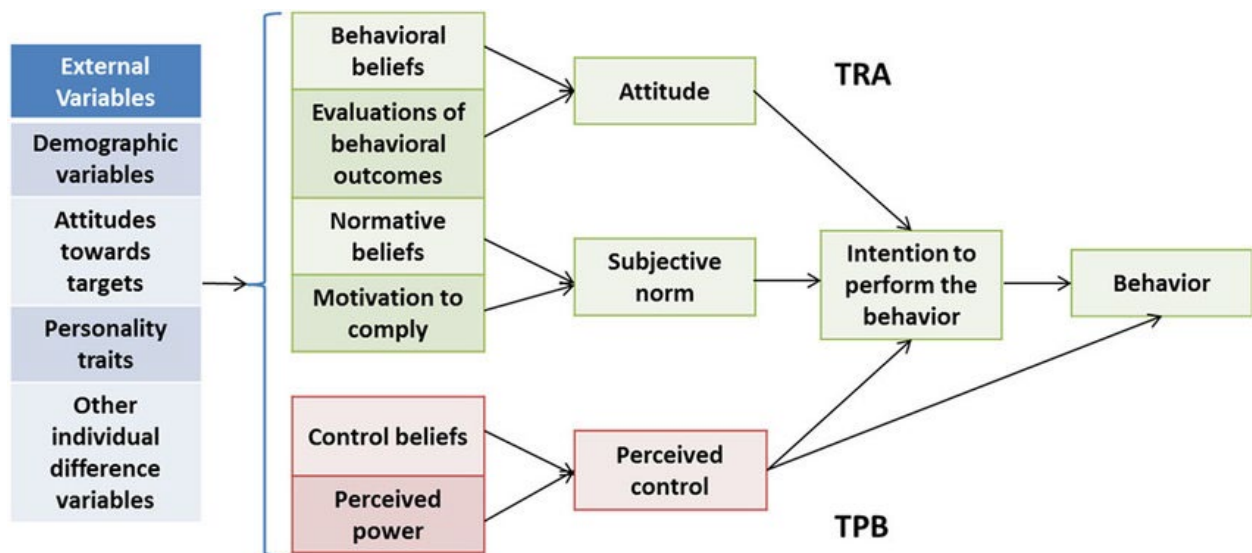 External
Variables
Demographic
variables
Attitudes
towards
targets
Personality
traits
Other
individual
difference
variables
Behavioral
beliefs
Evaluations of
behavioral
outcomes
Normative
beliefs
Motivation to
comply
Control beliefs
Perceived
power
Attitude
Subjective
norm
Perceived
control
TRA
Intention to
perform the
behavior
Behavior
TPB